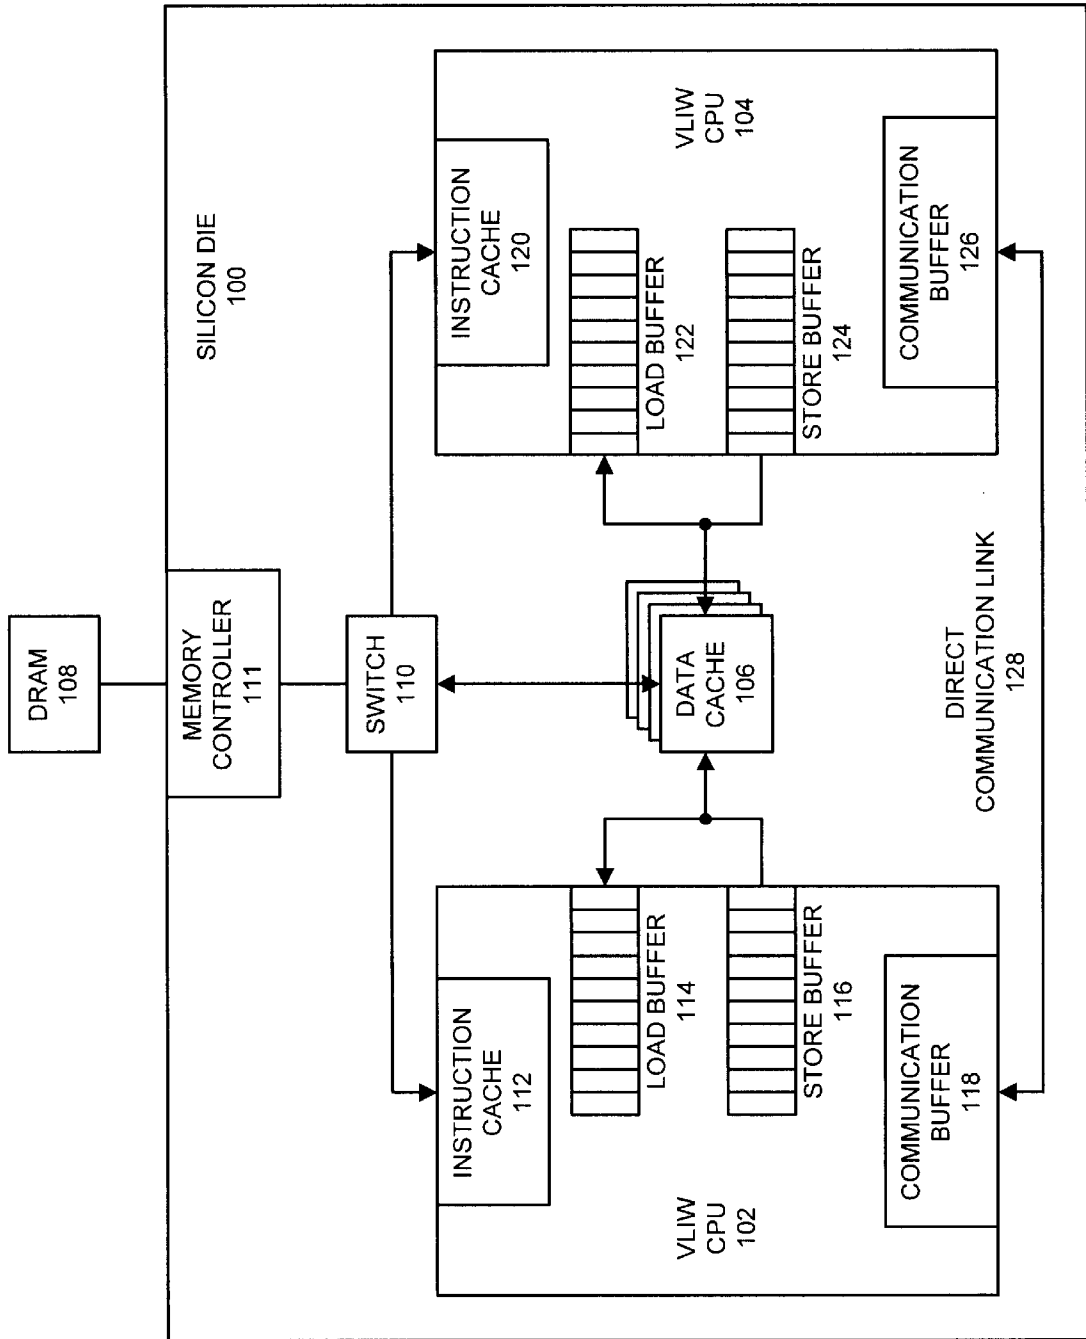 DRAM
108
SILICON DIE
100
MEMORY
CONTROLLER
111
SWITCH
110
INSTRUCTION
CACHE
112
INSTRUCTION
CACHE
120
LOAD BUFFER
114
LOAD BUFFER
122
VLIW
CPU
102
DATA
CACHE
106
VLIW
CPU
104
STORE BUFFER
116
STORE BUFFER
124
COMMUNICATION
BUFFER
118
COMMUNICATION
BUFFER
126
DIRECT
COMMUNICATION LINK
128